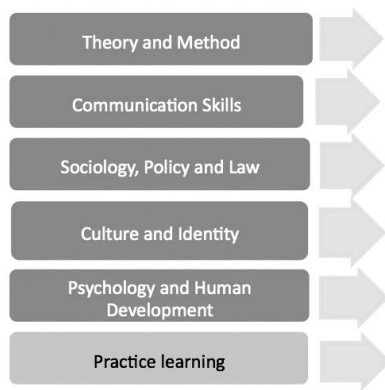 Theory and Method
Communication Skills
Sociology, Policy and Law
Culture and Identity
Psychology and Human
Development
Practice learning